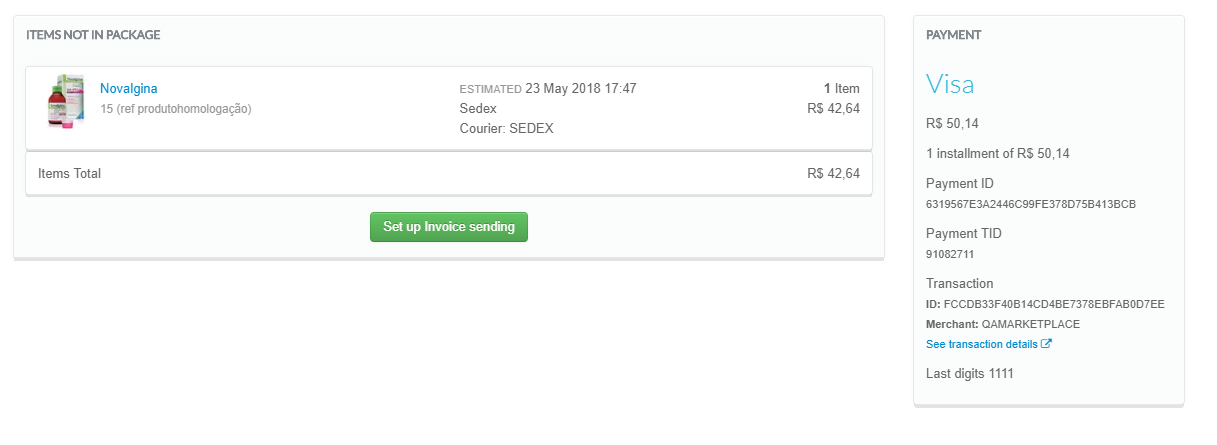 ITEMS NOT IN PACKAGE
Novalgina
15 (ref produtohomologação)
ESTIMATED 23 May 2018 17:47
Sedex
Courier: SEDEX
1 Item
R$ 42,64
Items Total
R$ 42,64
Set up Invoice sending
PAYMENT
Visa
R$ 50,14
1 installment of R$ 50,14
Payment ID
6319567E3A2446C99FE378D75B413BCB
Payment TID
91082711
Transaction
ID: FCCDB33F40B14CD4BE7378EBFAB0D7EE
Merchant: QAMARKETPLACE
See transaction details
Last digits 1111